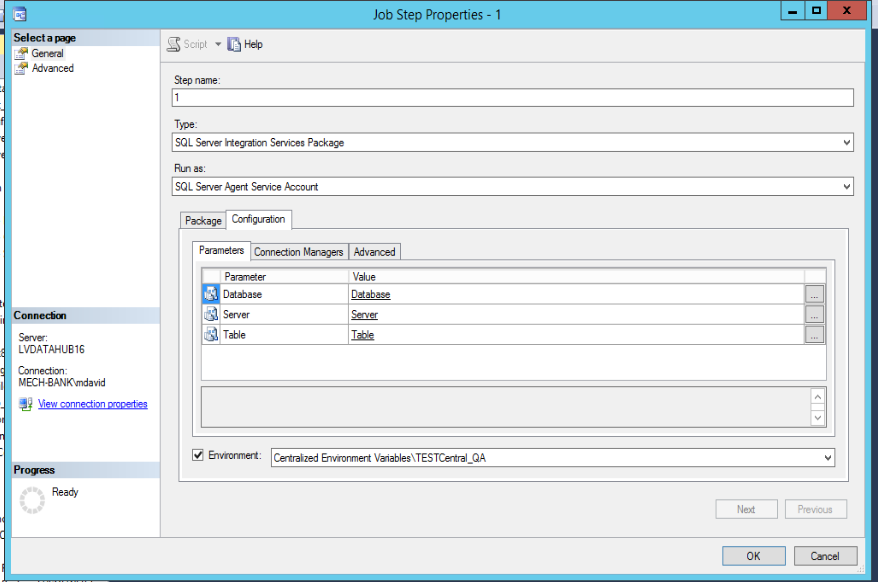 Job Step Properties - 1
Select a page
General
Advanced
Script
Help
Step name:
1
Type:
SQL Server Integration Services Package
Run as:
SQL Server Agent Service Account
Package
Configuration
Parameters
Connection Managers
Advanced
Parameter Value
Database Database ...
Server Server ...
Table Table ...
Environment: Centralized Environment Variables\TESTCentral_QA
Connection
Server:
LVDATAHUB16
Connection:
MECH-BANK\mdavid
View connection properties
Progress
Ready
Next Previous
OK Cancel